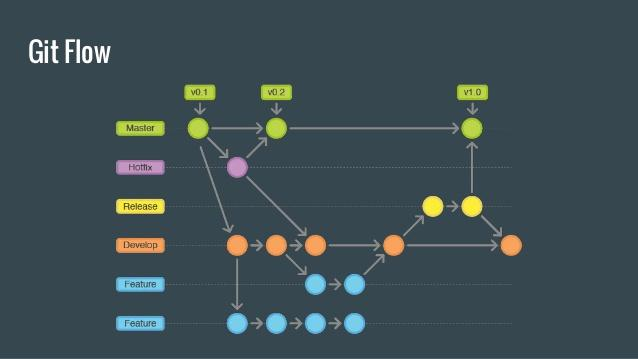 Git Flow
v0.1
v0.2
v1.0
Master
Hotfix
Release
Develop
Feature
Feature